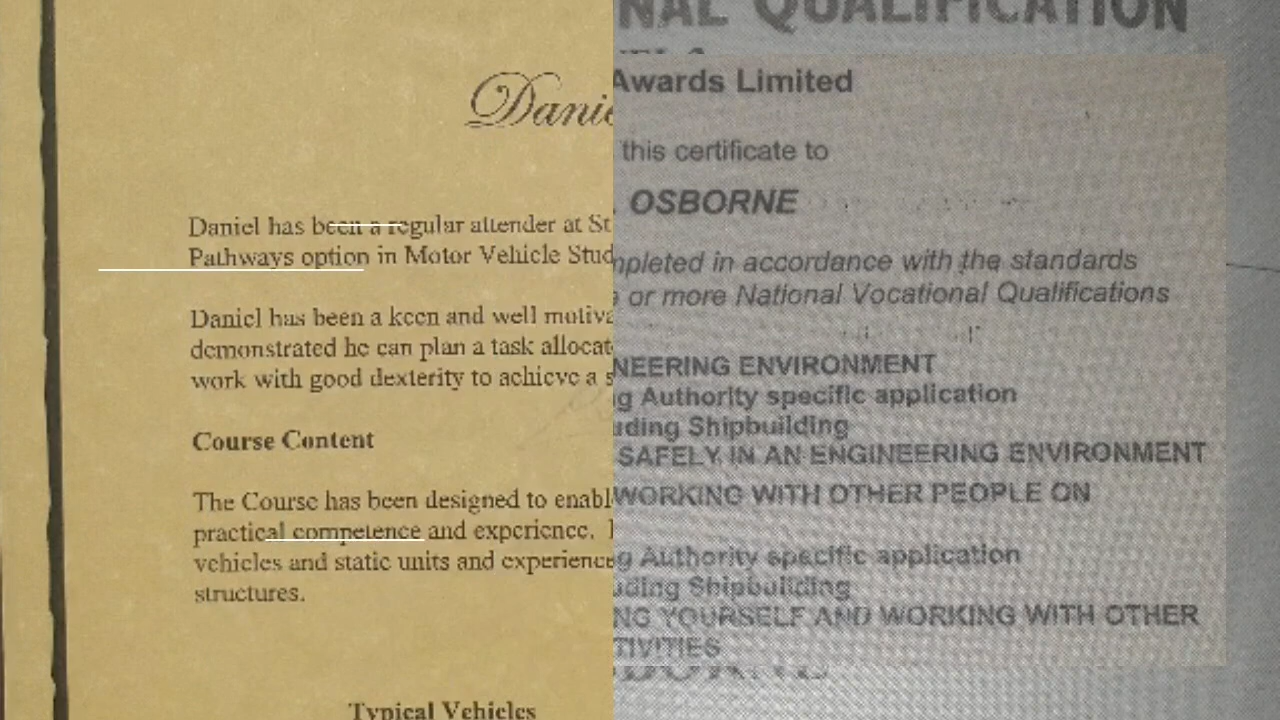 Danie
Daniel has been a regular attender at St
Pathways option in Motor Vehicle Stud
Daniel has been a keen and well motiva
demonstrated he can plan a task allocat
work with good dexterity to achieve a s
Course Content
The Course has been designed to enabl
practical competence and experience.
vehicles and static units and experience
structures.
Typical Vehicles
NAL QUALIFICATION
Awards Limited
this certificate to
OSBORNE
mpleted in accordance with the standards
or more National Vocational Qualifications
NEERING ENVIRONMENT
g Authority specific application
uding Shipbuilding
SAFELY IN AN ENGINEERING ENVIRONMENT
WORKING WITH OTHER PEOPLE ON
g Authority specific application
uding Shipbuilding
NG YOURSELF AND WORKING WITH OTHER
TIVITIES